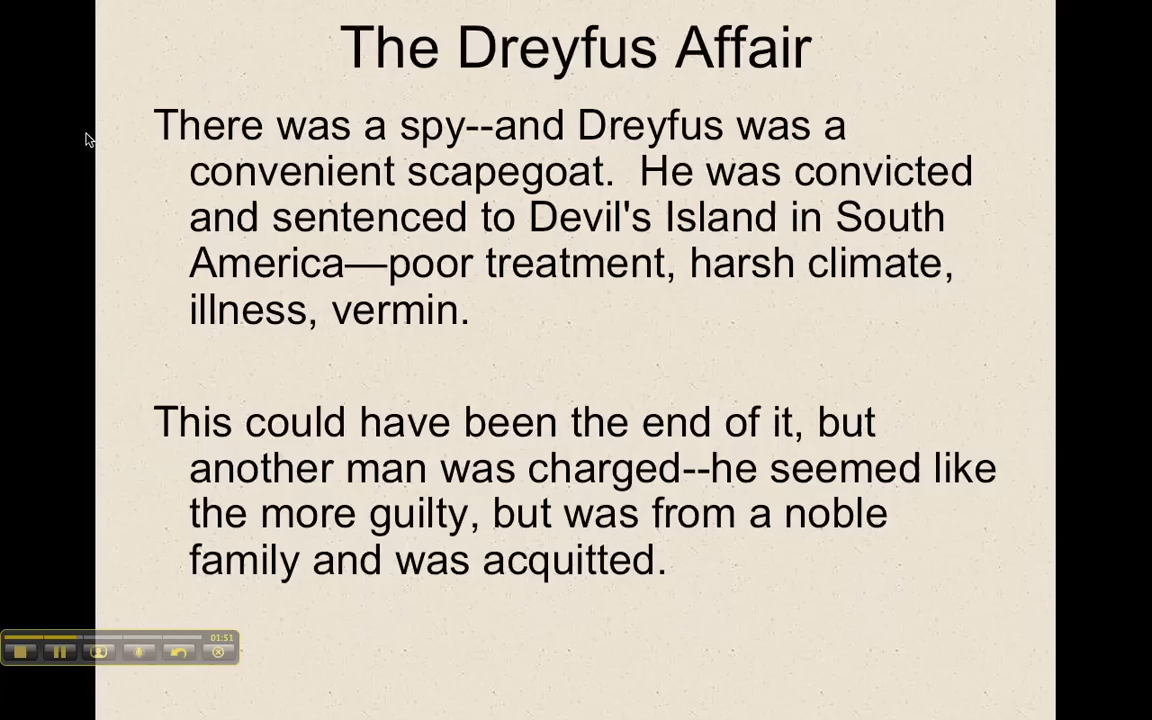 The Dreyfus Affair
There was a spy--and Dreyfus was a
convenient scapegoat.  He was convicted
and sentenced to Devil's Island in South
America—poor treatment, harsh climate,
illness, vermin.
This could have been the end of it, but
another man was charged--he seemed like
the more guilty, but was from a noble
family and was acquitted.
01:51